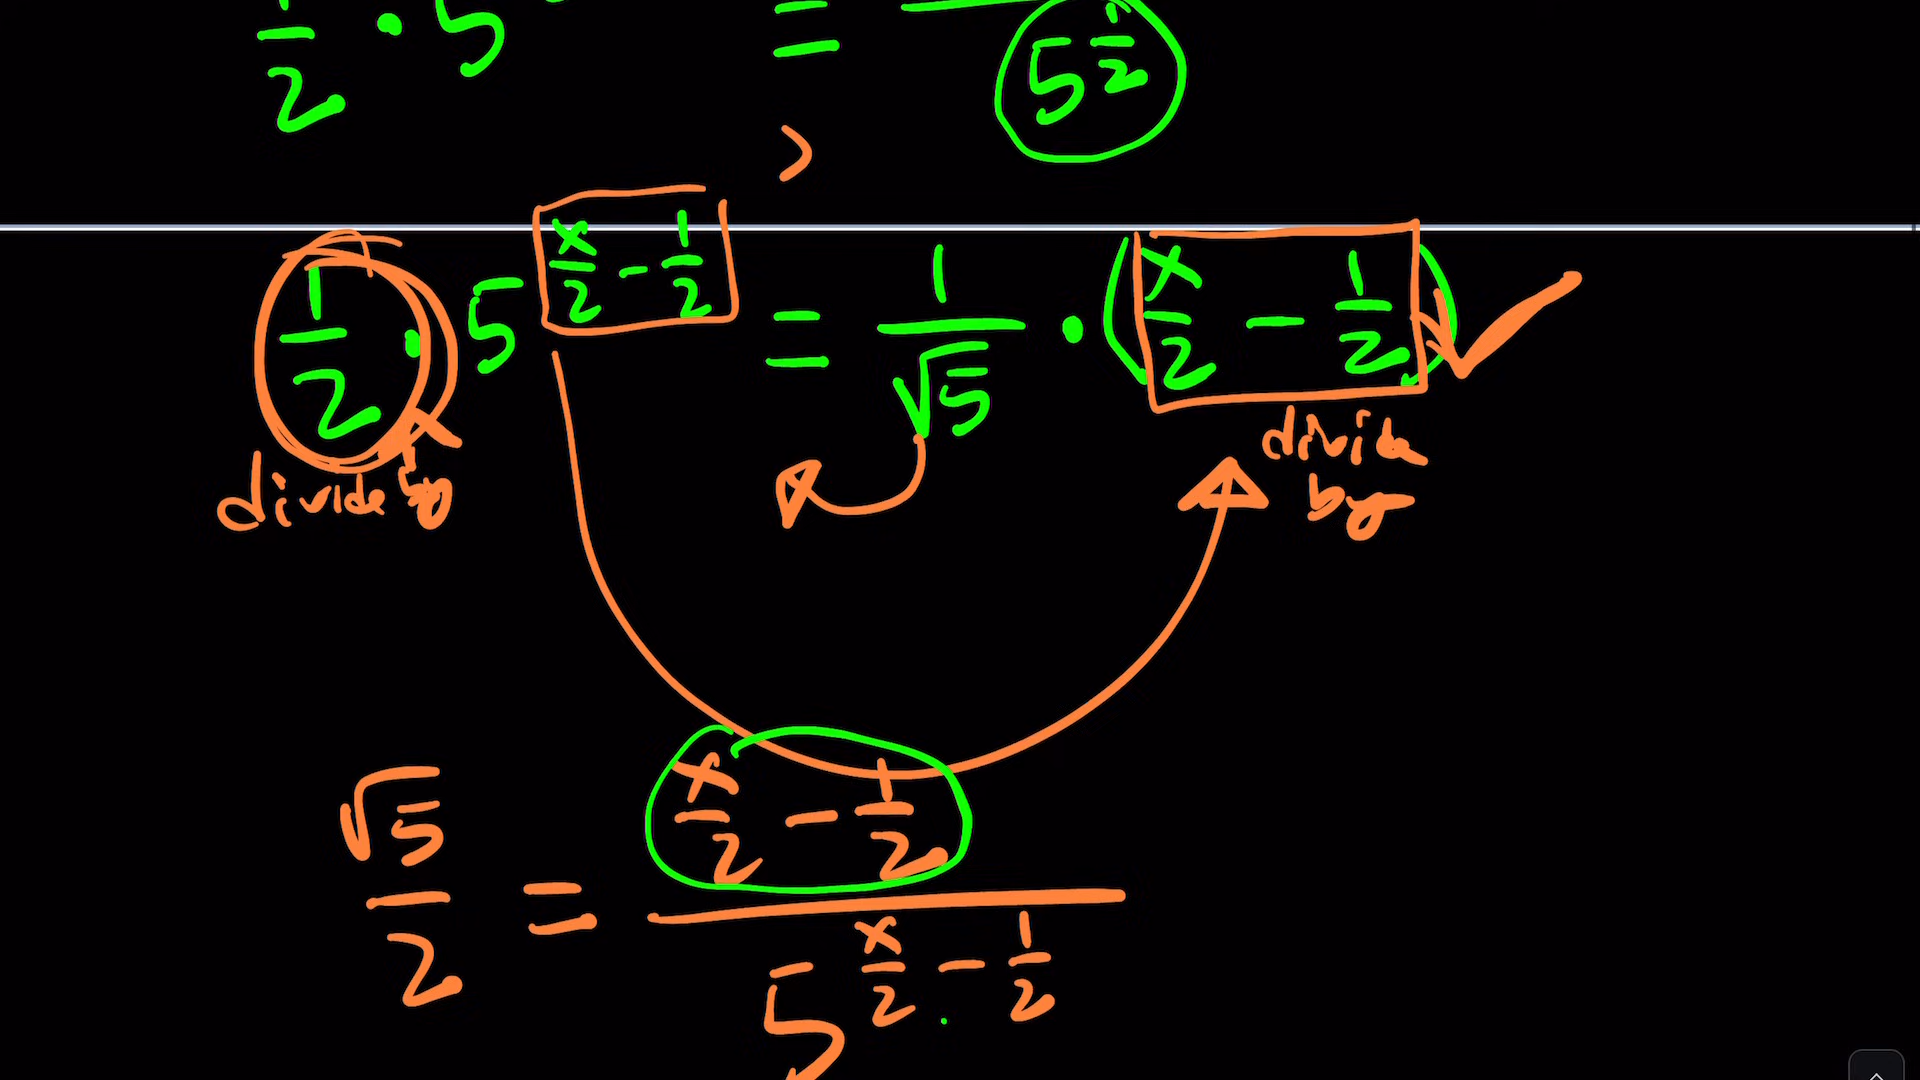 1/2 · 5 = 5^(1/2)
1/2 · 5^(x/2 - 1/2) = 1/√5 · (x/2 - 1/2)
divide by
divide by
√5/2 = (x/2 - 1/2) / 5^(x/2 - 1/2)